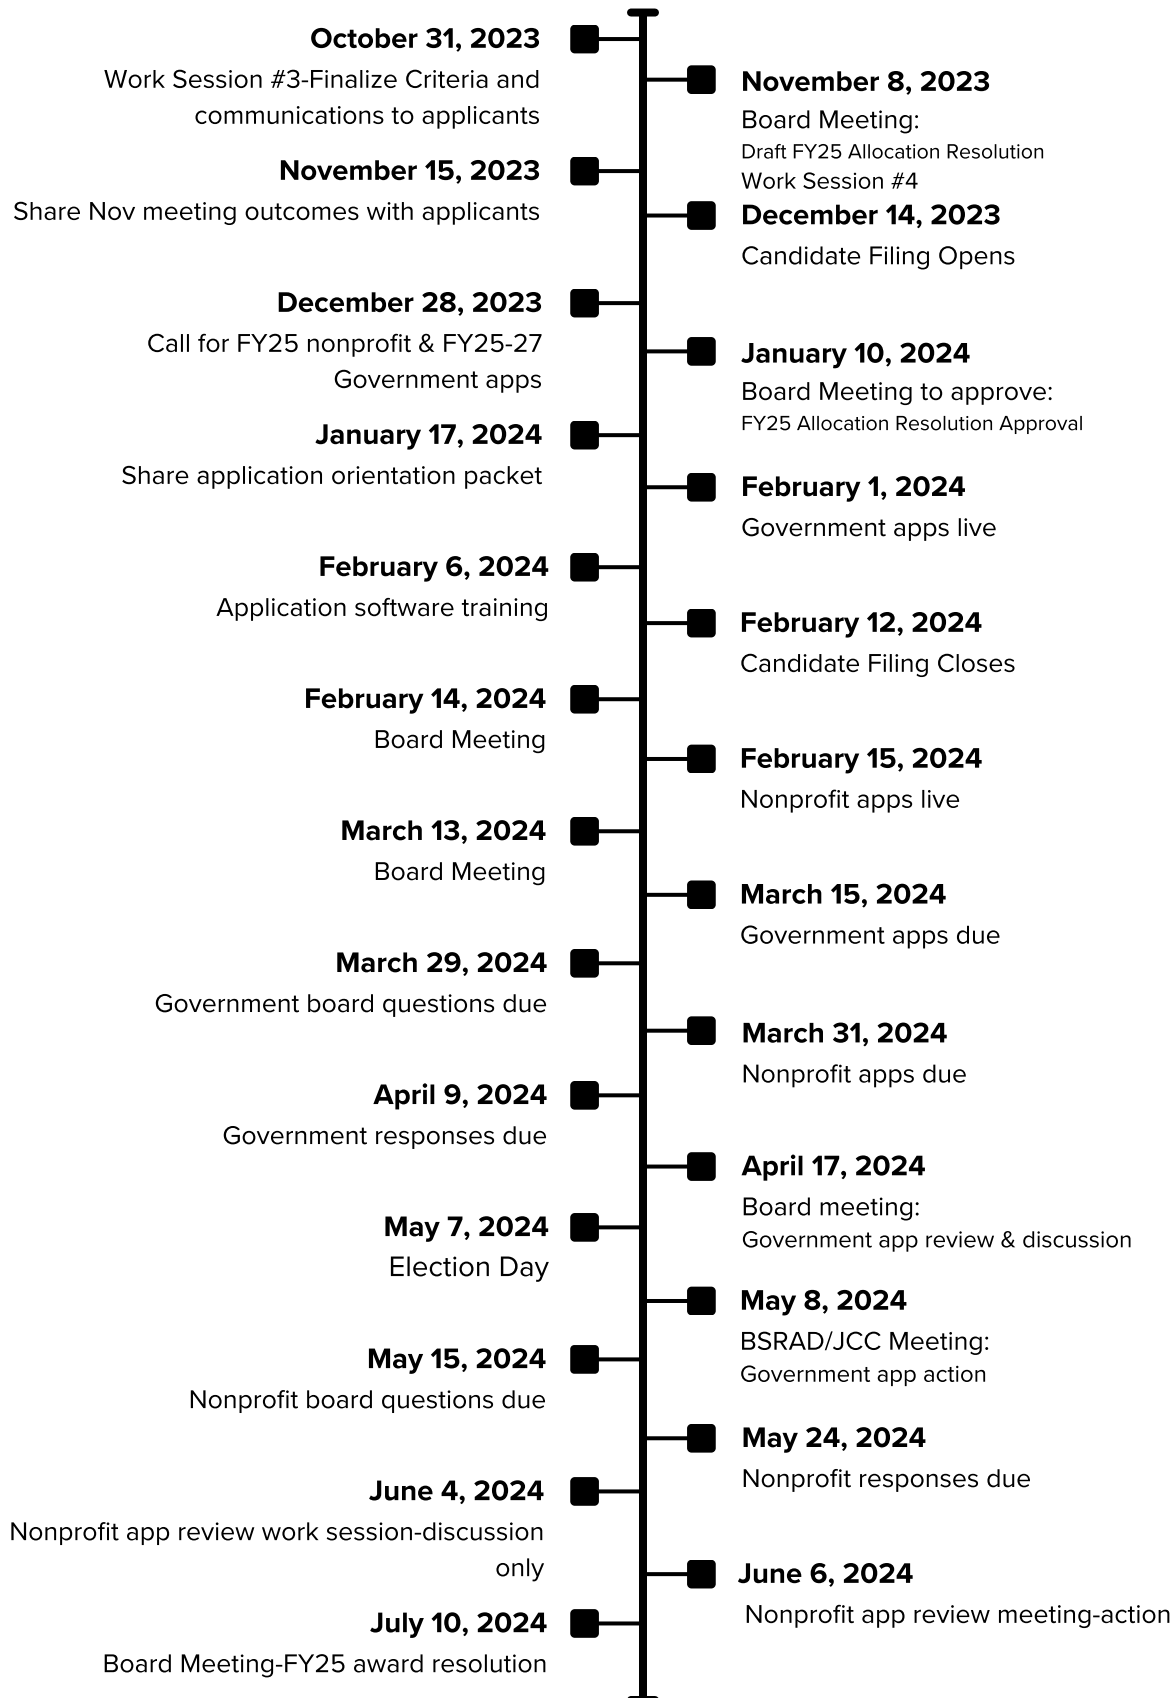 October 31, 2023
Work Session #3-Finalize Criteria and
communications to applicants
November 8, 2023
Board Meeting:
Draft FY25 Allocation Resolution
Work Session #4
November 15, 2023
Share Nov meeting outcomes with applicants
December 14, 2023
Candidate Filing Opens
December 28, 2023
Call for FY25 nonprofit & FY25-27
Government apps
January 10, 2024
Board Meeting to approve:
FY25 Allocation Resolution Approval
January 17, 2024
Share application orientation packet
February 1, 2024
Government apps live
February 6, 2024
Application software training
February 12, 2024
Candidate Filing Closes
February 14, 2024
Board Meeting
February 15, 2024
Nonprofit apps live
March 13, 2024
Board Meeting
March 15, 2024
Government apps due
March 29, 2024
Government board questions due
March 31, 2024
Nonprofit apps due
April 9, 2024
Government responses due
April 17, 2024
Board meeting:
Government app review & discussion
May 7, 2024
Election Day
May 8, 2024
BSRAD/JCC Meeting:
Government app action
May 15, 2024
Nonprofit board questions due
May 24, 2024
Nonprofit responses due
June 4, 2024
Nonprofit app review work session-discussion
only
June 6, 2024
Nonprofit app review meeting-action
July 10, 2024
Board Meeting-FY25 award resolution